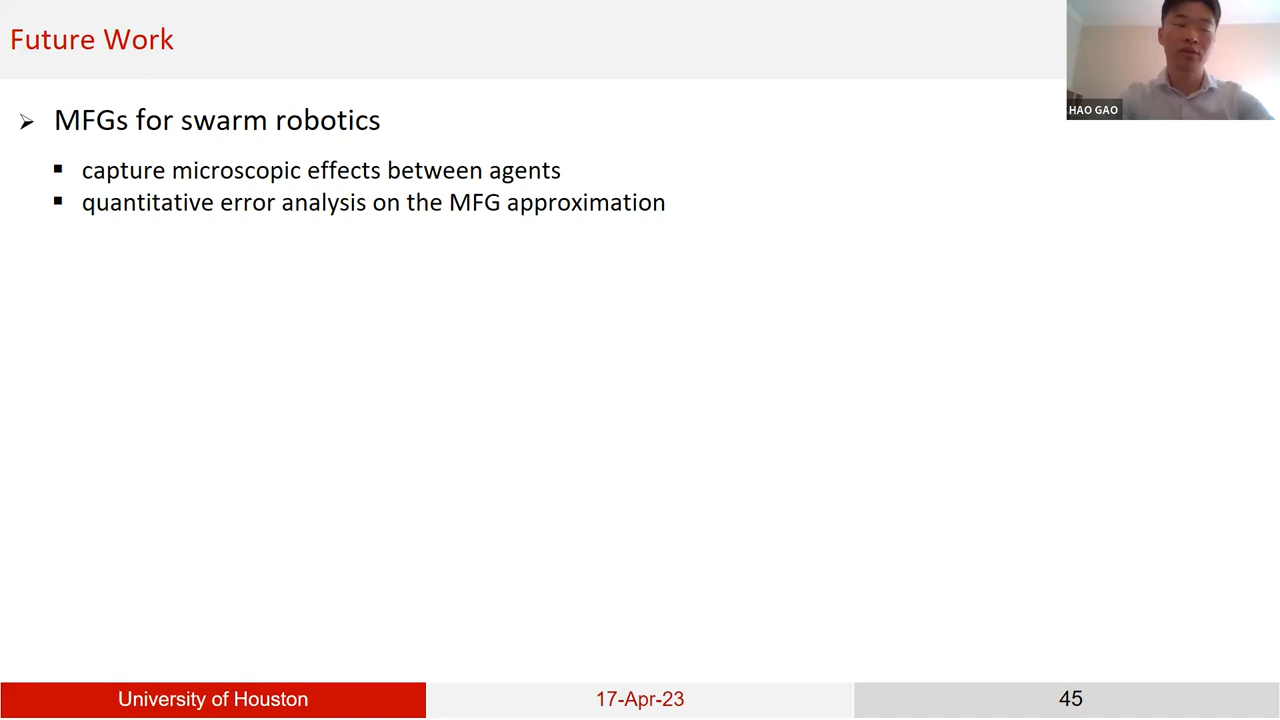 Future Work
HAO GAO
➢ MFGs for swarm robotics
▪ capture microscopic effects between agents
▪ quantitative error analysis on the MFG approximation
University of Houston
17-Apr-23
45